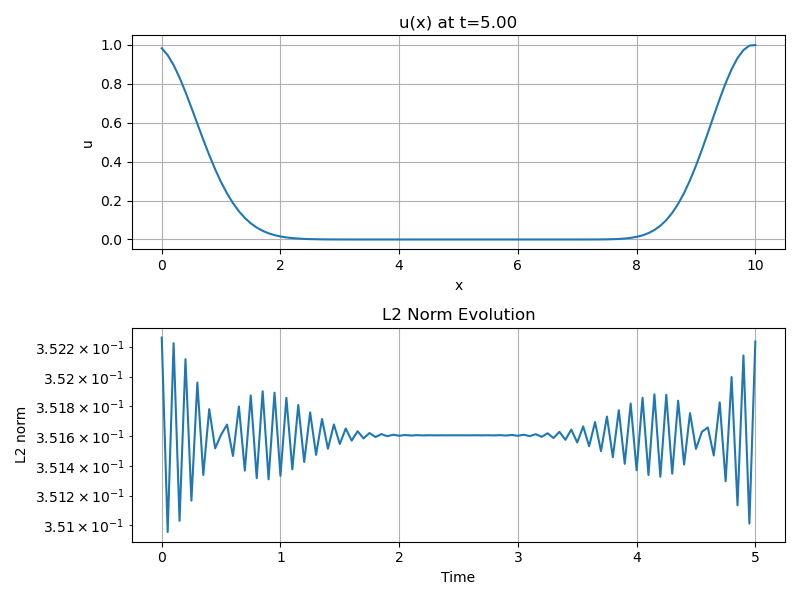 u(x) at t=5.00
1.0
0.8
0.6
0.4
0.2
0.0
u
0 2 4 6 8 10
x
L2 Norm Evolution
3.522 × 10⁻¹
3.52 × 10⁻¹
3.518 × 10⁻¹
3.516 × 10⁻¹
3.514 × 10⁻¹
3.512 × 10⁻¹
3.51 × 10⁻¹
L2 norm
0 1 2 3 4 5
Time